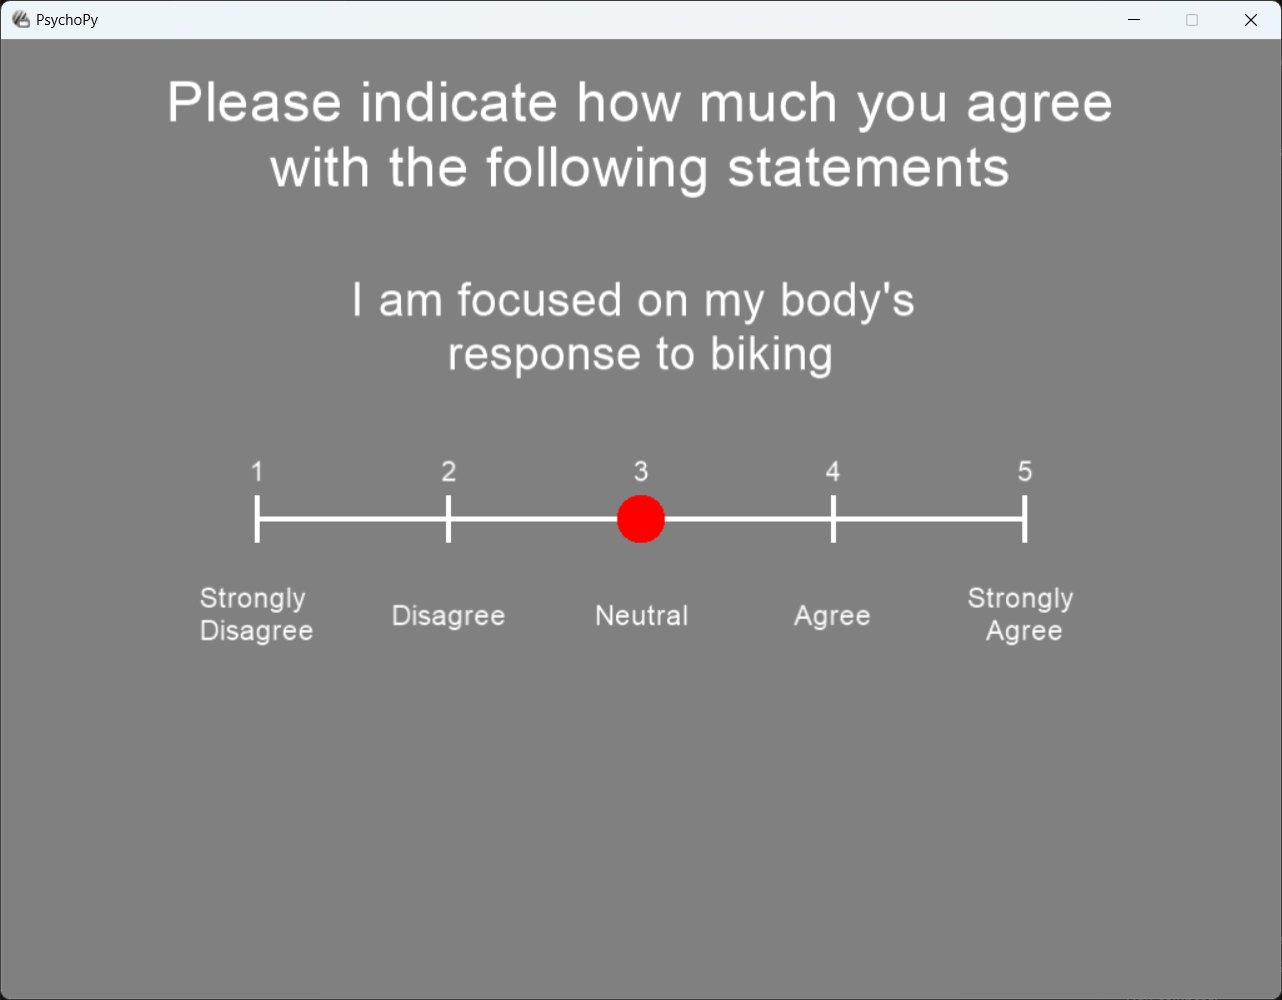 PsychoPy
Please indicate how much you agree
with the following statements
I am focused on my body's
response to biking
1 2 3 4 5
Strongly
Disagree
Disagree
Neutral
Agree
Strongly
Agree